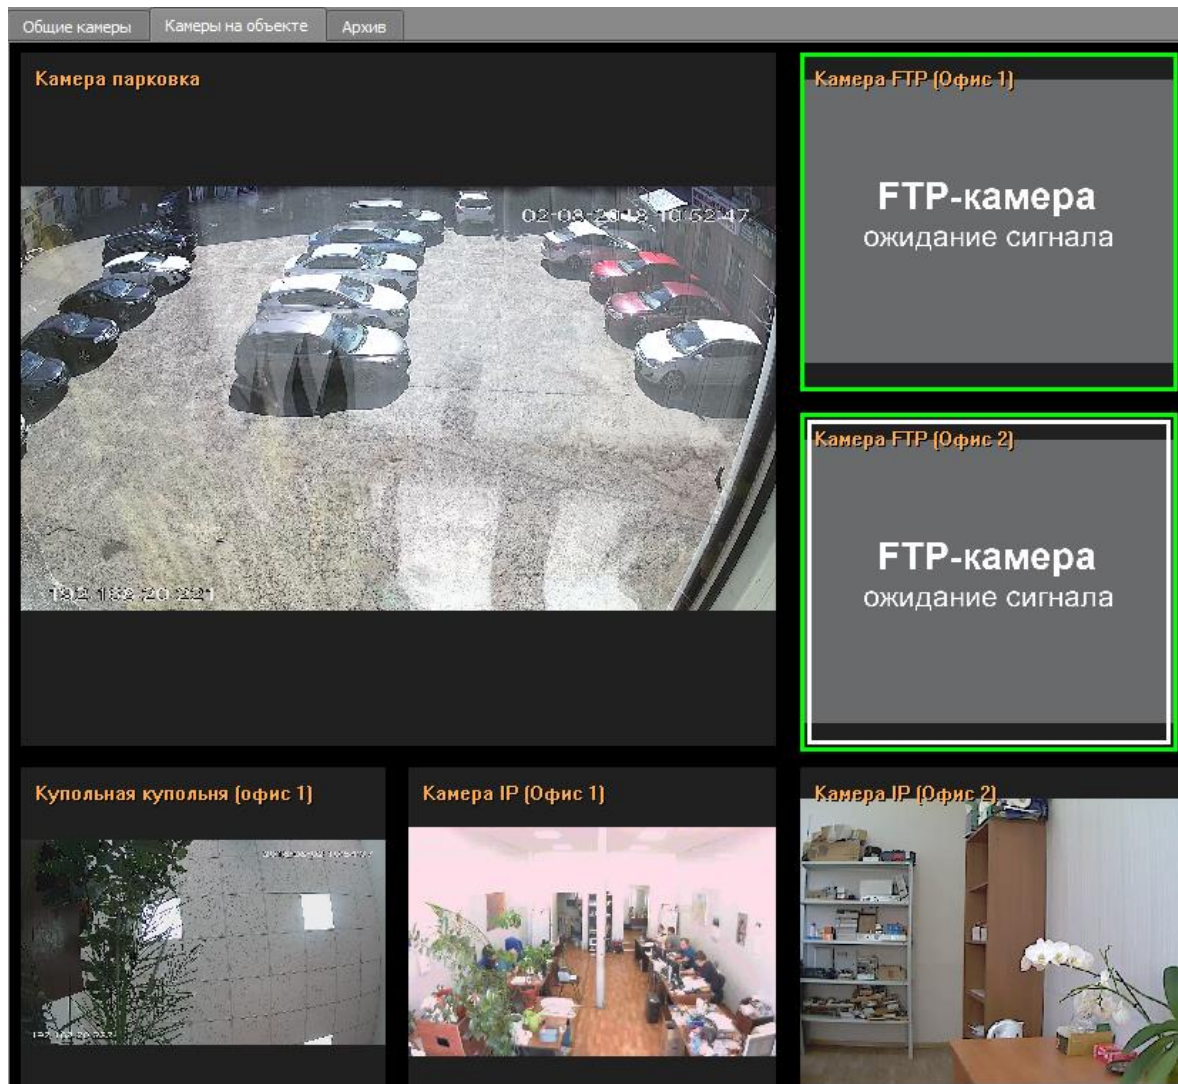 Общие камеры
Камеры на объекте
Архив
Камера парковка
02-08-2018 10:52:47
Камера FTP (Офис 1)
FTP-камера
ожидание сигнала
Камера FTP (Офис 2)
FTP-камера
ожидание сигнала
Купольная купольня (офис 1)
Камера IP (Офис 1)
Камера IP (Офис 2)